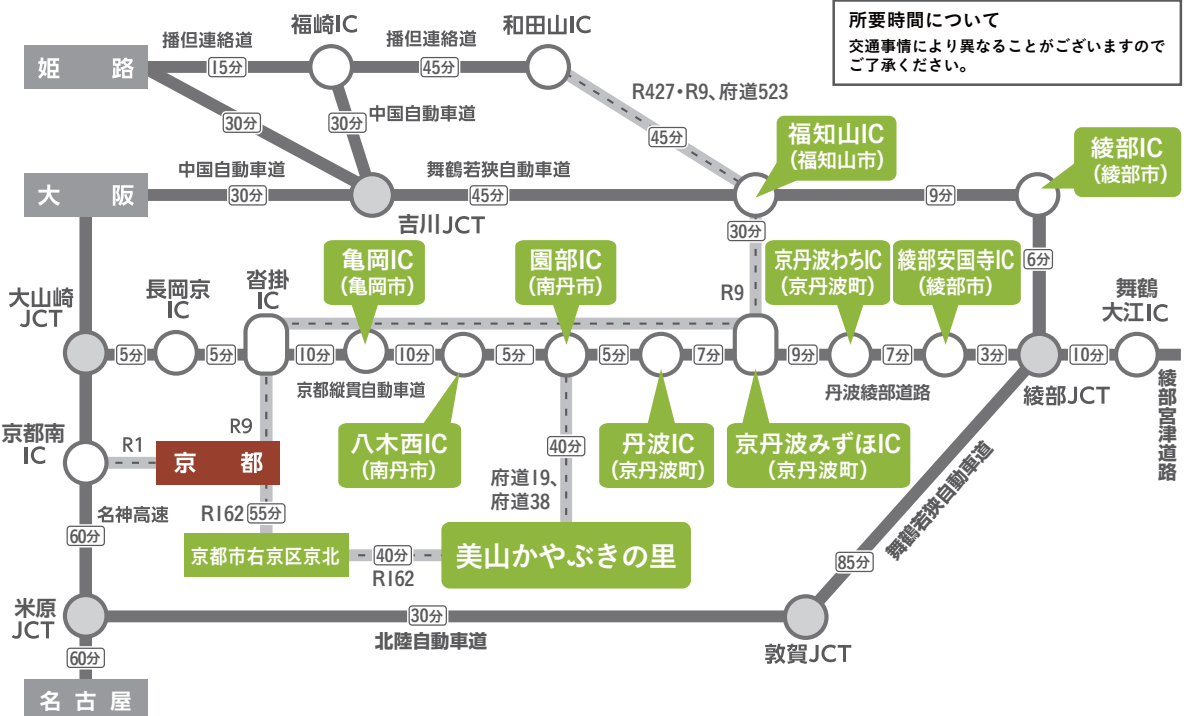 所要時間について
交通事情により異なることがございますので
ご了承ください。
福崎IC
和田山IC
播但連絡道
播但連絡道
姫路
15分
45分
R427・R9、府道523
30分
30分
中国自動車道
45分
福知山IC
(福知山市)
綾部IC
(綾部市)
中国自動車道
舞鶴若狭自動車道
大阪
30分
45分
9分
吉川JCT
30分
6分
亀岡IC
(亀岡市)
園部IC
(南丹市)
京丹波わちIC
(京丹波町)
綾部安国寺IC
(綾部市)
R9
大山崎
JCT
長岡京
IC
沓掛
IC
舞鶴
大江IC
5分
5分
10分
10分
5分
5分
7分
9分
7分
3分
10分
京都縦貫自動車道
丹波綾部道路
綾部JCT
綾部宮津道路
京都南
IC
R1
R9
京都
八木西IC
(南丹市)
40分
丹波IC
(京丹波町)
京丹波みずほIC
(京丹波町)
府道19、
府道38
名神高速
R162
55分
舞鶴若狭自動車道
60分
京都市右京区京北
40分
R162
美山かやぶきの里
85分
米原
JCT
30分
北陸自動車道
敦賀JCT
60分
名古屋